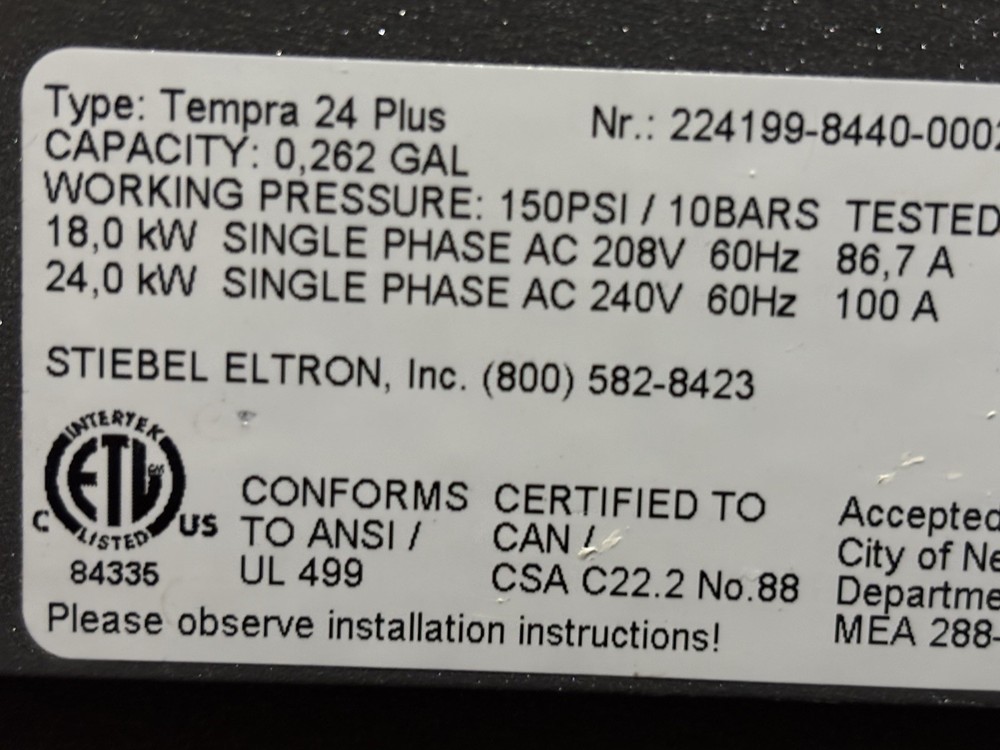 Type: Tempra 24 Plus Nr.: 224199-8440-0002
CAPACITY: 0,262 GAL
WORKING PRESSURE: 150PSI / 10BARS TESTED
18,0 kW SINGLE PHASE AC 208V 60Hz 86,7 A
24,0 kW SINGLE PHASE AC 240V 60Hz 100 A
STIEBEL ELTRON, Inc. (800) 582-8423
INTERTEK
ETL CM
C LISTED US
84335
CONFORMS
TO ANSI /
UL 499
CERTIFIED TO
CAN /
CSA C22.2 No.88
Accepted
City of Ne
Departme
MEA 288-
Please observe installation instructions!